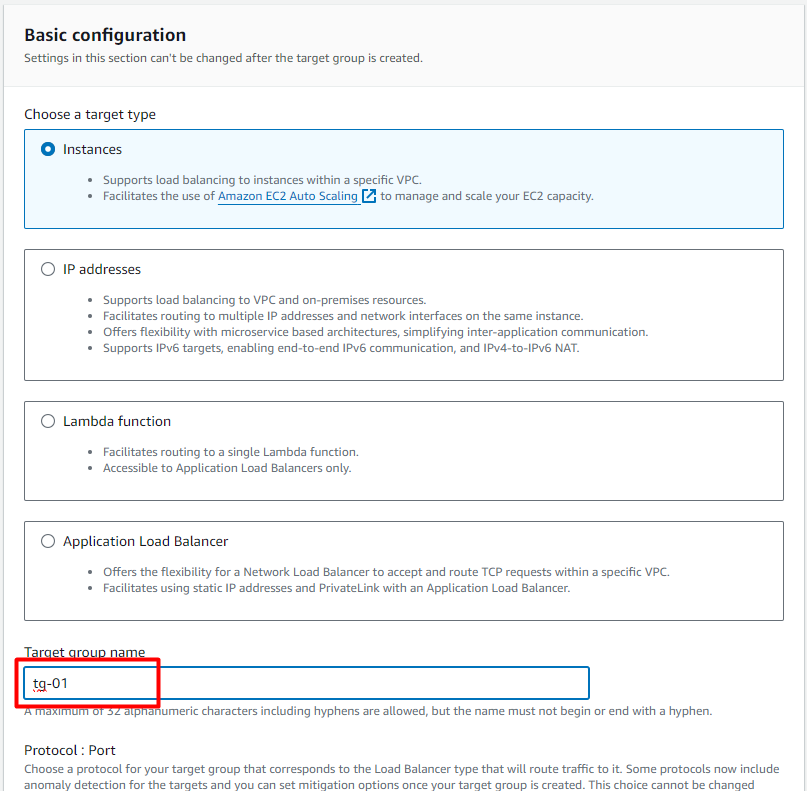 Basic configuration
Settings in this section can't be changed after the target group is created.
Choose a target type
Instances
• Supports load balancing to instances within a specific VPC.
• Facilitates the use of Amazon EC2 Auto Scaling to manage and scale your EC2 capacity.
IP addresses
• Supports load balancing to VPC and on-premises resources.
• Facilitates routing to multiple IP addresses and network interfaces on the same instance.
• Offers flexibility with microservice based architectures, simplifying inter-application communication.
• Supports IPv6 targets, enabling end-to-end IPv6 communication, and IPv4-to-IPv6 NAT.
Lambda function
• Facilitates routing to a single Lambda function.
• Accessible to Application Load Balancers only.
Application Load Balancer
• Offers the flexibility for a Network Load Balancer to accept and route TCP requests within a specific VPC.
• Facilitates using static IP addresses and PrivateLink with an Application Load Balancer.
Target group name
tg-01
A maximum of 32 alphanumeric characters including hyphens are allowed, but the name must not begin or end with a hyphen.
Protocol : Port
Choose a protocol for your target group that corresponds to the Load Balancer type that will route traffic to it. Some protocols now include
anomaly detection for the targets and you can set mitigation options once your target group is created. This choice cannot be changed